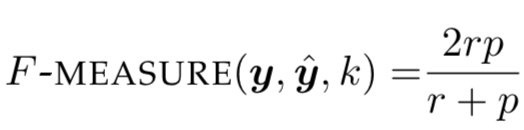 F-MEASURE(y, ŷ, k) = 2rp / r + p